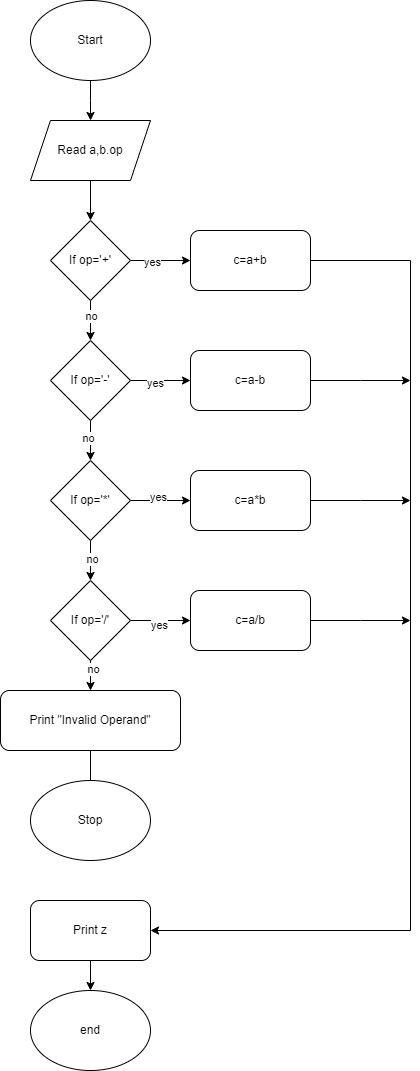 Start
Read a,b.op
If op='+'
yes
c=a+b
no
If op='-'
yes
c=a-b
no
If op='*'
yes
c=a*b
no
If op='/'
yes
c=a/b
no
Print "Invalid Operand"
Stop
Print z
end